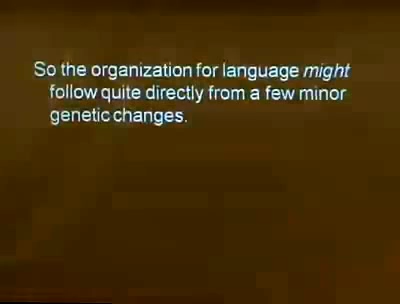 So the organization for language might
follow quite directly from a few minor
genetic changes.